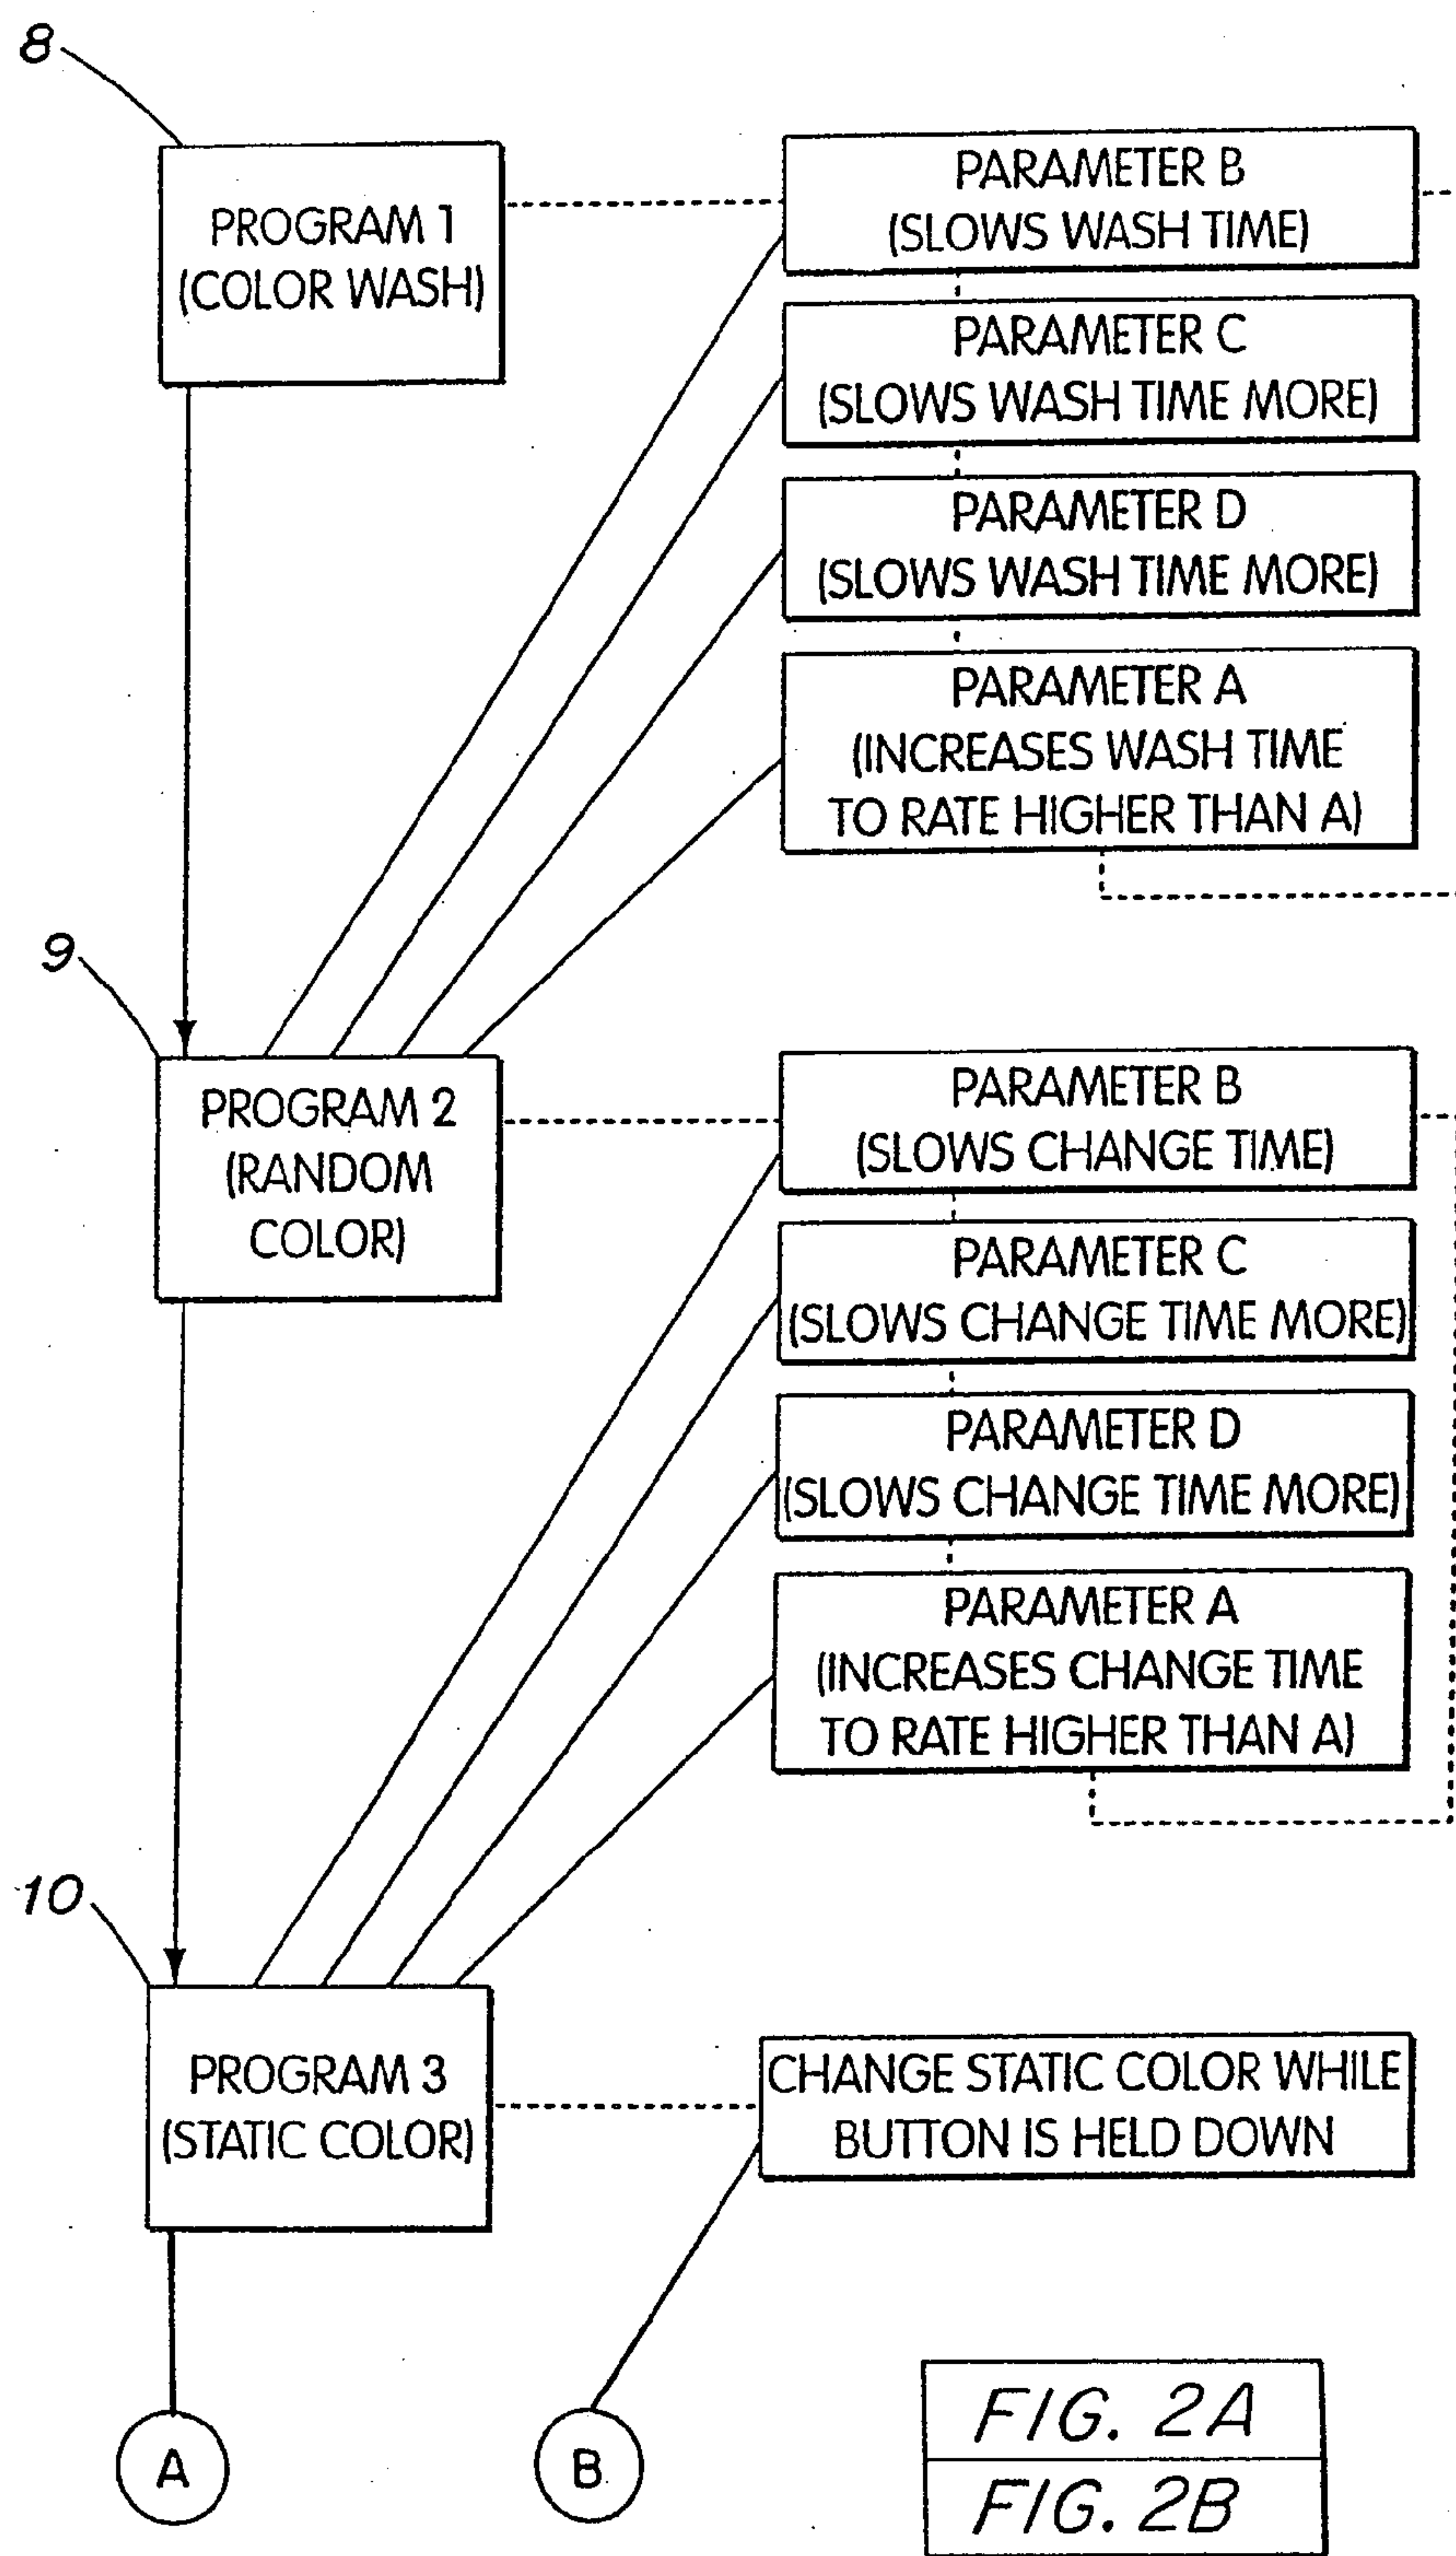 8
PROGRAM 1
(COLOR WASH)
PARAMETER B
(SLOWS WASH TIME)
PARAMETER C
(SLOWS WASH TIME MORE)
PARAMETER D
(SLOWS WASH TIME MORE)
PARAMETER A
(INCREASES WASH TIME
TO RATE HIGHER THAN A)
9
PROGRAM 2
(RANDOM
COLOR)
PARAMETER B
(SLOWS CHANGE TIME)
PARAMETER C
(SLOWS CHANGE TIME MORE)
PARAMETER D
(SLOWS CHANGE TIME MORE)
PARAMETER A
(INCREASES CHANGE TIME
TO RATE HIGHER THAN A)
10
PROGRAM 3
(STATIC COLOR)
CHANGE STATIC COLOR WHILE
BUTTON IS HELD DOWN
A
B
FIG. 2A
FIG. 2B